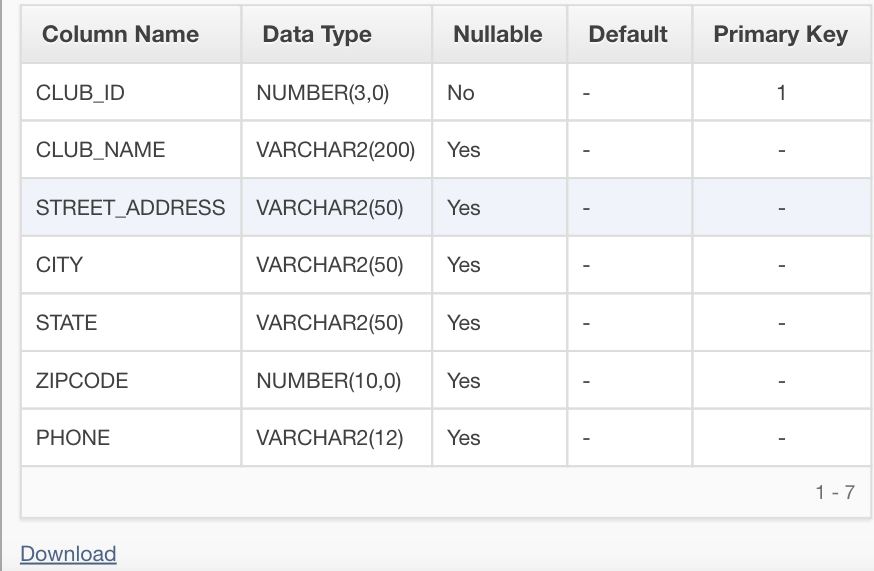 Column Name Data Type Nullable Default Primary Key
CLUB_ID NUMBER(3,0) No - 1
CLUB_NAME VARCHAR2(200) Yes - -
STREET_ADDRESS VARCHAR2(50) Yes - -
CITY VARCHAR2(50) Yes - -
STATE VARCHAR2(50) Yes - -
ZIPCODE NUMBER(10,0) Yes - -
PHONE VARCHAR2(12) Yes - -
1 - 7
Download